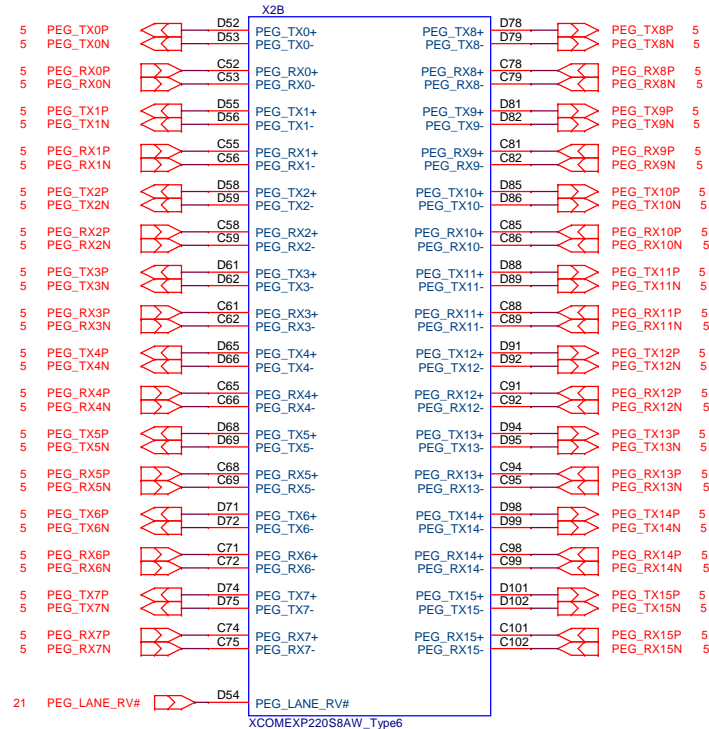 X2B
5 PEG_TX0P D52 PEG_TX0+ PEG_TX8+ D78 PEG_TX8P 5
5 PEG_TX0N D53 PEG_TX0- PEG_TX8- D79 PEG_TX8N 5
5 PEG_RX0P C52 PEG_RX0+ PEG_RX8+ C78 PEG_RX8P 5
5 PEG_RX0N C53 PEG_RX0- PEG_RX8- C79 PEG_RX8N 5
5 PEG_TX1P D55 PEG_TX1+ PEG_TX9+ D81 PEG_TX9P 5
5 PEG_TX1N D56 PEG_TX1- PEG_TX9- D82 PEG_TX9N 5
5 PEG_RX1P C55 PEG_RX1+ PEG_RX9+ C81 PEG_RX9P 5
5 PEG_RX1N C56 PEG_RX1- PEG_RX9- C82 PEG_RX9N 5
5 PEG_TX2P D58 PEG_TX2+ PEG_TX10+ D85 PEG_TX10P 5
5 PEG_TX2N D59 PEG_TX2- PEG_TX10- D86 PEG_TX10N 5
5 PEG_RX2P C58 PEG_RX2+ PEG_RX10+ C85 PEG_RX10P 5
5 PEG_RX2N C59 PEG_RX2- PEG_RX10- C86 PEG_RX10N 5
5 PEG_TX3P D61 PEG_TX3+ PEG_TX11+ D88 PEG_TX11P 5
5 PEG_TX3N D62 PEG_TX3- PEG_TX11- D89 PEG_TX11N 5
5 PEG_RX3P C61 PEG_RX3+ PEG_RX11+ C88 PEG_RX11P 5
5 PEG_RX3N C62 PEG_RX3- PEG_RX11- C89 PEG_RX11N 5
5 PEG_TX4P D65 PEG_TX4+ PEG_TX12+ D91 PEG_TX12P 5
5 PEG_TX4N D66 PEG_TX4- PEG_TX12- D92 PEG_TX12N 5
5 PEG_RX4P C65 PEG_RX4+ PEG_RX12+ C91 PEG_RX12P 5
5 PEG_RX4N C66 PEG_RX4- PEG_RX12- C92 PEG_RX12N 5
5 PEG_TX5P D68 PEG_TX5+ PEG_TX13+ D94 PEG_TX13P 5
5 PEG_TX5N D69 PEG_TX5- PEG_TX13- D95 PEG_TX13N 5
5 PEG_RX5P C68 PEG_RX5+ PEG_RX13+ C94 PEG_RX13P 5
5 PEG_RX5N C69 PEG_RX5- PEG_RX13- C95 PEG_RX13N 5
5 PEG_TX6P D71 PEG_TX6+ PEG_TX14+ D98 PEG_TX14P 5
5 PEG_TX6N D72 PEG_TX6- PEG_TX14- D99 PEG_TX14N 5
5 PEG_RX6P C71 PEG_RX6+ PEG_RX14+ C98 PEG_RX14P 5
5 PEG_RX6N C72 PEG_RX6- PEG_RX14- C99 PEG_RX14N 5
5 PEG_TX7P D74 PEG_TX7+ PEG_TX15+ D101 PEG_TX15P 5
5 PEG_TX7N D75 PEG_TX7- PEG_TX15- D102 PEG_TX15N 5
5 PEG_RX7P C74 PEG_RX7+ PEG_RX15+ C101 PEG_RX15P 5
5 PEG_RX7N C75 PEG_RX7- PEG_RX15- C102 PEG_RX15N 5
21 PEG_LANE_RV# D54 PEG_LANE_RV#
XCOMEXP220S8AW_Type6